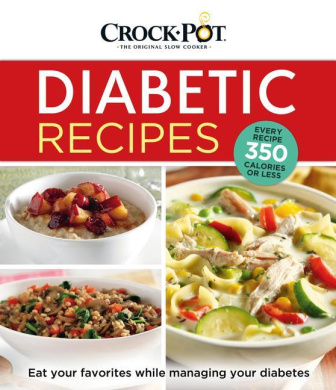 CROCK•POT®
• THE ORIGINAL SLOW COOKER •
DIABETIC
RECIPES
EVERY
RECIPE
350
CALORIES
OR LESS
Eat your favorites while managing your diabetes